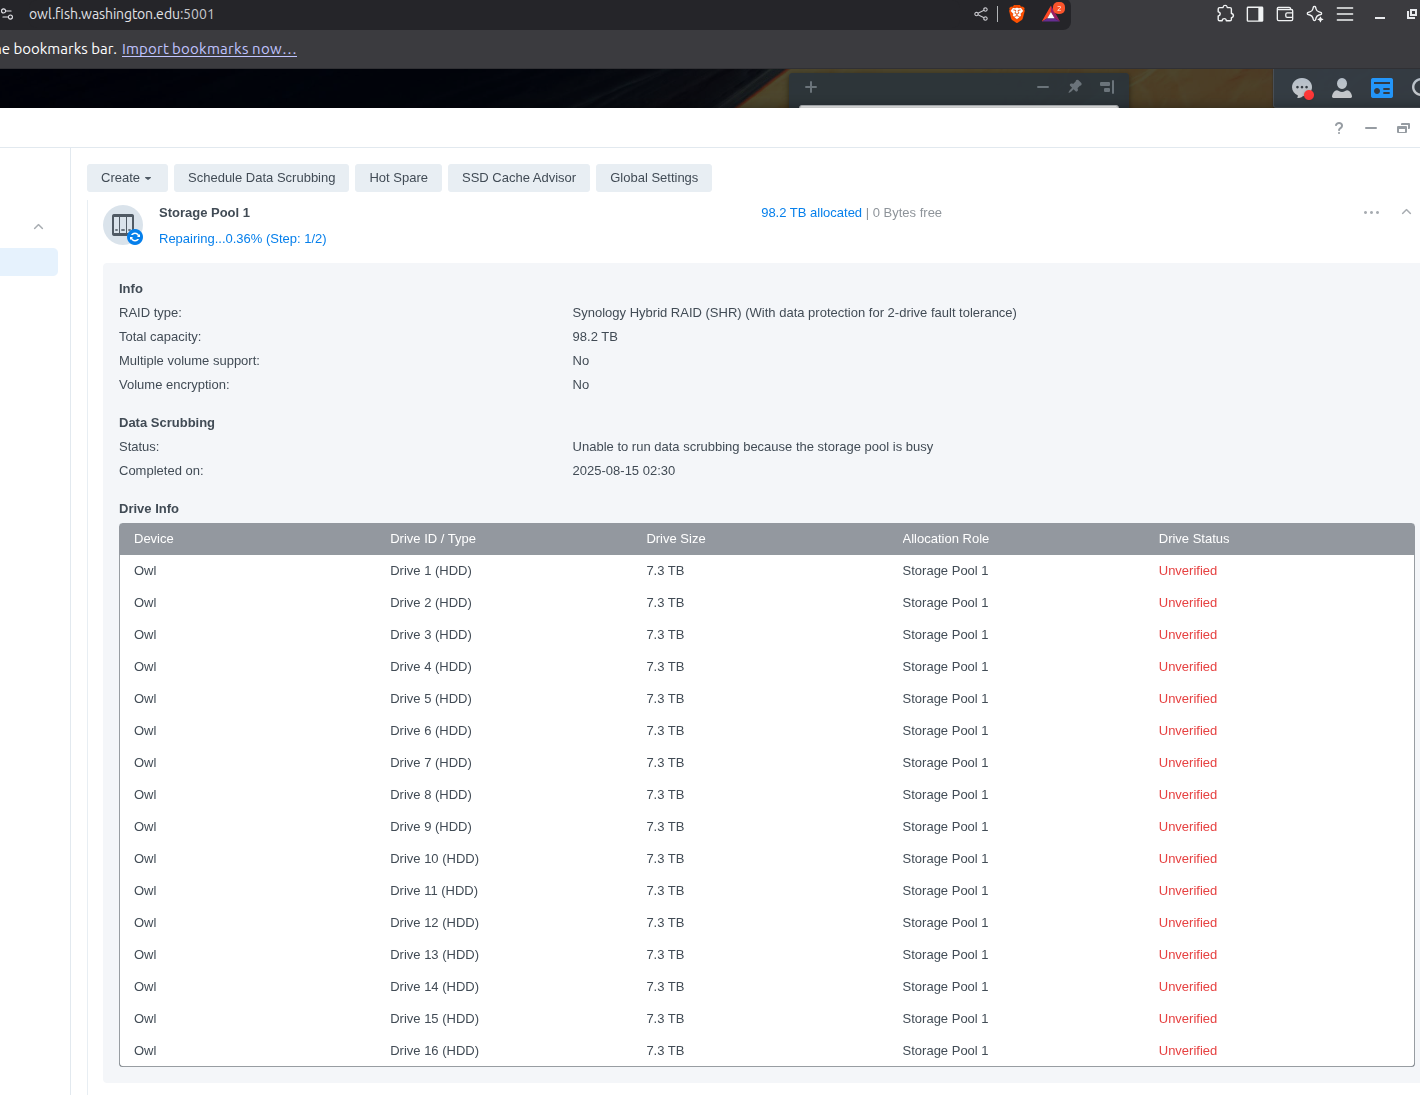 owl.fish.washington.edu:5001
2
e bookmarks bar. Import bookmarks now...
?
Create
Schedule Data Scrubbing
Hot Spare
SSD Cache Advisor
Global Settings
Storage Pool 1
98.2 TB allocated | 0 Bytes free
Repairing...0.36% (Step: 1/2)
Info
RAID type: Synology Hybrid RAID (SHR) (With data protection for 2-drive fault tolerance)
Total capacity: 98.2 TB
Multiple volume support: No
Volume encryption: No
Data Scrubbing
Status: Unable to run data scrubbing because the storage pool is busy
Completed on: 2025-08-15 02:30
Drive Info
Device Drive ID / Type Drive Size Allocation Role Drive Status
Owl Drive 1 (HDD) 7.3 TB Storage Pool 1 Unverified
Owl Drive 2 (HDD) 7.3 TB Storage Pool 1 Unverified
Owl Drive 3 (HDD) 7.3 TB Storage Pool 1 Unverified
Owl Drive 4 (HDD) 7.3 TB Storage Pool 1 Unverified
Owl Drive 5 (HDD) 7.3 TB Storage Pool 1 Unverified
Owl Drive 6 (HDD) 7.3 TB Storage Pool 1 Unverified
Owl Drive 7 (HDD) 7.3 TB Storage Pool 1 Unverified
Owl Drive 8 (HDD) 7.3 TB Storage Pool 1 Unverified
Owl Drive 9 (HDD) 7.3 TB Storage Pool 1 Unverified
Owl Drive 10 (HDD) 7.3 TB Storage Pool 1 Unverified
Owl Drive 11 (HDD) 7.3 TB Storage Pool 1 Unverified
Owl Drive 12 (HDD) 7.3 TB Storage Pool 1 Unverified
Owl Drive 13 (HDD) 7.3 TB Storage Pool 1 Unverified
Owl Drive 14 (HDD) 7.3 TB Storage Pool 1 Unverified
Owl Drive 15 (HDD) 7.3 TB Storage Pool 1 Unverified
Owl Drive 16 (HDD) 7.3 TB Storage Pool 1 Unverified